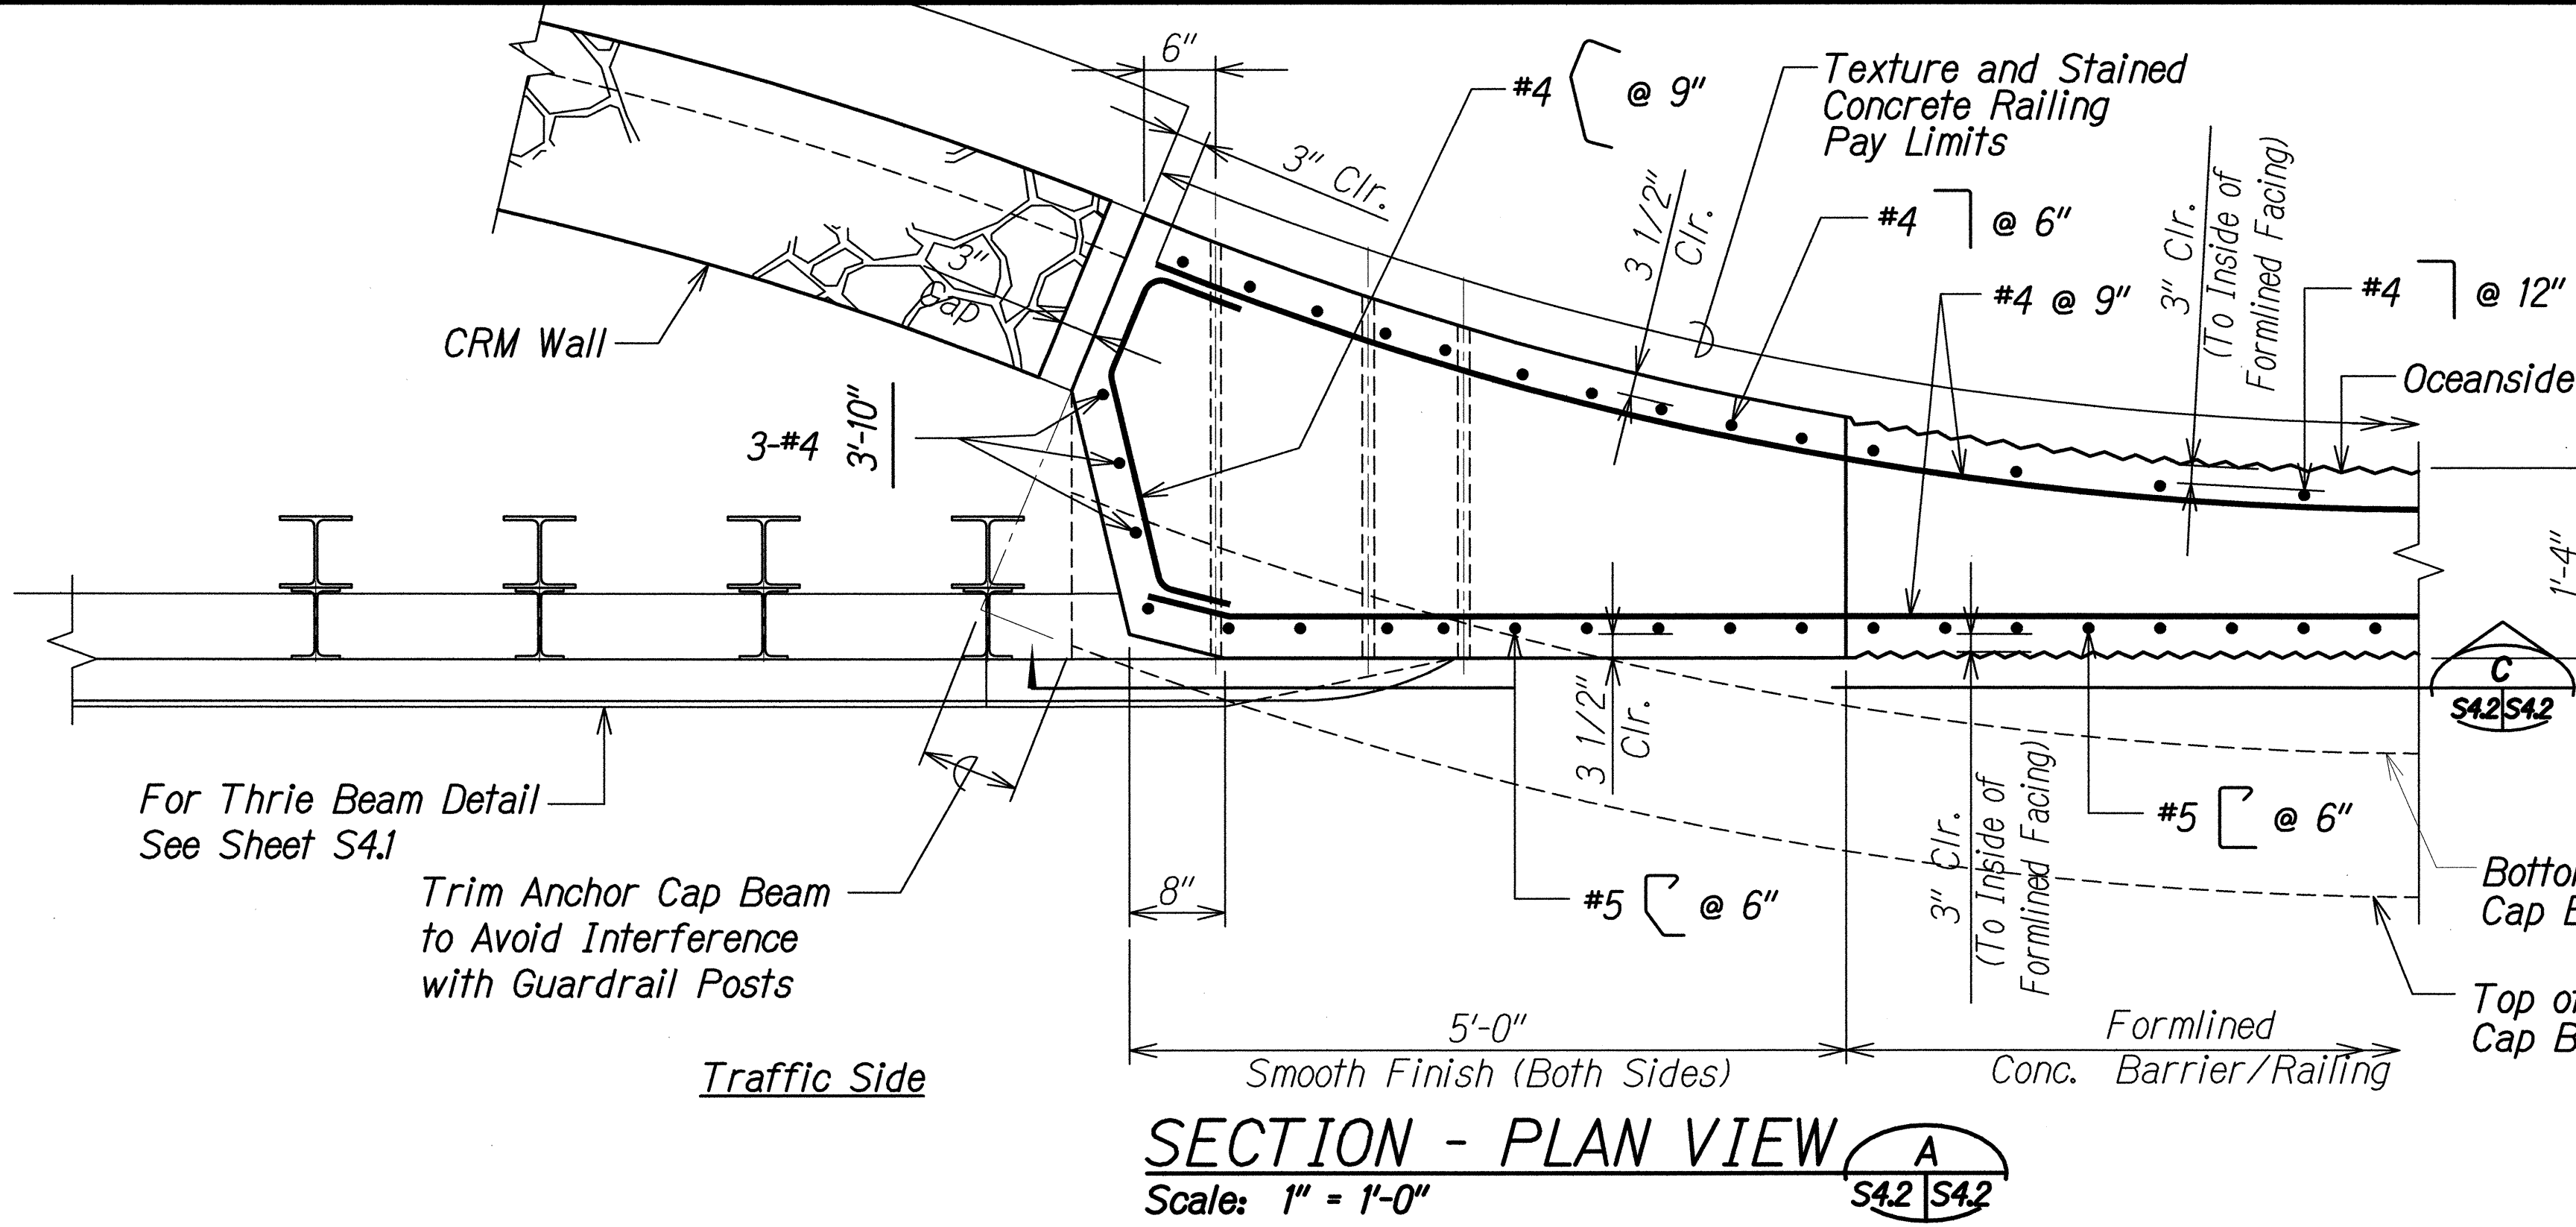 6"
#4 @ 9"
Texture and Stained
Concrete Railing
Pay Limits
3" Clr.
3 1/2"
Clr.
#4 @ 6"
3" Clr.
(To Inside of
Formlined Facing)
#4 @ 9"
#4 @ 12"
Oceanside
3"
Cap
CRM Wall
3-#4 3'-10"
1'-4"
C
S4.2 S4.2
3 1/2"
Clr.
3" Clr.
(To Inside of
Formlined Facing)
#5 @ 6"
#5 @ 6"
For Thrie Beam Detail
See Sheet S4.1
Trim Anchor Cap Beam
to Avoid Interference
with Guardrail Posts
8"
Cap
Top
Cap
5'-0"
Smooth Finish (Both Sides)
Formlined
Conc. Barrier/Railing
Traffic Side
SECTION - PLAN VIEW
A
S4.2 S4.2
Scale: 1" = 1'-0"